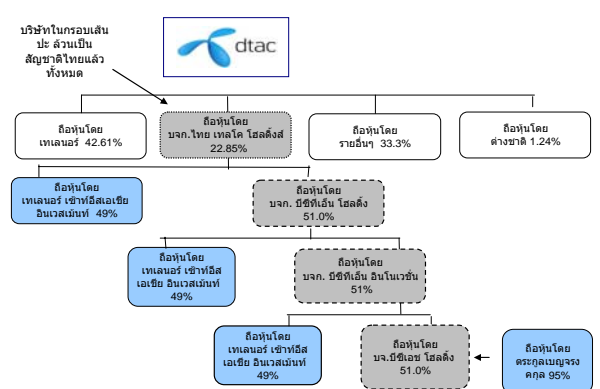 บริษัทในกรอบเส้น
ปะ ล้วนเป็น
สัญชาติไทยแล้ว
ทั้งหมด
dtac
ถือหุ้นโดย
เทเลนอร์ 42.61%
ถือหุ้นโดย
บจก.ไทย เทลโค โฮลดิ้งส์
22.85%
ถือหุ้นโดย
รายอื่นๆ 33.3%
ถือหุ้นโดย
ต่างชาติ 1.24%
ถือหุ้นโดย
เทเลนอร์ เซ้าท์อีสเอเชีย
อินเวสเม้นท์ 49%
ถือหุ้นโดย
บจก. บีซีทีเอ็น โฮลดิ้ง
51.0%
ถือหุ้นโดย
เทเลนอร์ เซ้าท์อีส
เอเชีย อินเวสเม้นท์
49%
ถือหุ้นโดย
บจก. บีซีทีเอ็น อินโนเวชั่น
51%
ถือหุ้นโดย
เทเลนอร์ เซ้าท์อีส
เอเชีย อินเวสเม้นท์
49%
ถือหุ้นโดย
บจ.บีซีเอช โฮลดิ้ง
51.0%
ถือหุ้นโดย
ตระกูลเบญจรง
คกุล 95%